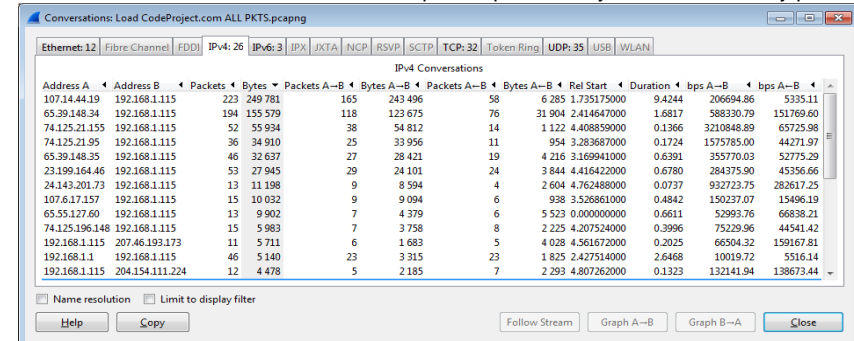 Conversations: Load CodeProject.com ALL PKTS.pcapng
Ethernet: 12 Fibre Channel FDDI IPv4: 26 IPv6: 3 IPX JXTA NCP RSVP SCTP TCP: 32 Token Ring UDP: 35 USB WLAN
IPv4 Conversations
Address A Address B Packets Bytes Packets A→B Bytes A→B Packets A←B Bytes A←B Rel Start Duration bps A→B bps A←B
107.14.44.19 192.168.1.115 223 249 781 165 243 496 58 6 285 1.735175000 9.4244 206694.86 5335.11
65.39.148.34 192.168.1.115 194 155 579 118 123 675 76 31 904 2.414647000 1.6817 588330.79 151769.60
74.125.21.155 192.168.1.115 52 55 934 38 54 812 14 1 122 4.408859000 0.1366 3210848.89 65725.98
74.125.21.95 192.168.1.115 36 34 910 25 33 956 11 954 3.283687000 0.1724 1575785.00 44271.97
65.39.148.35 192.168.1.115 46 32 637 27 28 421 19 4 216 3.169941000 0.6391 355770.03 52775.29
23.199.164.46 192.168.1.115 53 27 945 29 24 101 24 3 844 4.416422000 0.6780 284375.90 45356.66
24.143.201.73 192.168.1.115 13 11 198 9 8 594 4 2 604 4.762488000 0.0737 932723.75 282617.25
107.6.17.157 192.168.1.115 15 10 032 9 9 094 6 938 3.526861000 0.4842 150237.07 15496.19
65.55.127.60 192.168.1.115 13 9 902 7 4 379 6 5 523 0.000000000 0.6611 52993.76 66838.21
74.125.196.148 192.168.1.115 15 5 983 7 3 758 8 2 225 4.207524000 0.3996 75229.96 44541.42
192.168.1.115 207.46.193.173 11 5 711 6 1 683 5 4 028 4.561672000 0.2025 66504.32 159167.81
192.168.1.1 192.168.1.115 46 5 140 23 3 315 23 1 825 2.427514000 2.6468 10019.72 5516.14
192.168.1.115 204.154.111.224 12 4 478 5 2 185 7 2 293 4.807262000 0.1323 132141.94 138673.44
Name resolution Limit to display filter
Help Copy Follow Stream Graph A→B Graph B→A Close